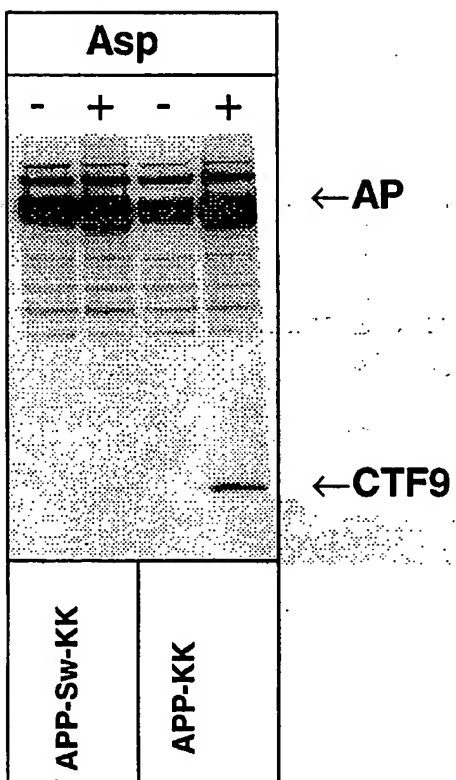 Asp
- + - +
←AP
←CTF9
APP-Sw-KK
APP-KK